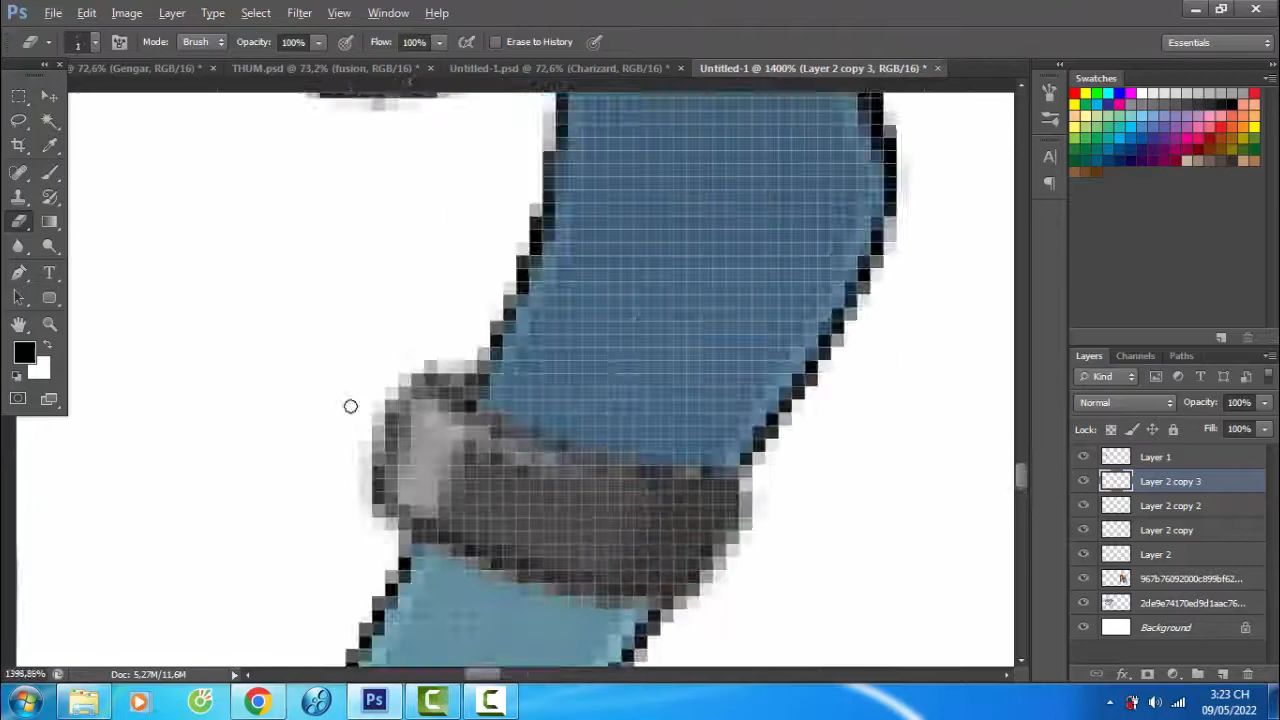 Ps File Edit Image Layer Type Select Filter View Window Help
1 Mode: Brush Opacity: 100% Flow: 100% Erase to History Essentials
% 72,6% (Gengar, RGB/16) * × THUM.psd @ 73,2% (fusion, RGB/16) * × Untitled-1.psd @ 72,6% (Charizard, RGB/16) * × Untitled-1 @ 1400% (Layer 2 copy 3, RGB/16) * ×
Swatches
Layers Channels Paths
Kind
Normal Opacity: 100%
Lock: Fill: 100%
Layer 1
Layer 2 copy 3
Layer 2 copy 2
Layer 2 copy
Layer 2
967b76092000c899bf62...
2de9e74170ed9d1aac76...
Background
1398,86% Doc: 5,27M/11,6M
3:23 CH
09/05/2022